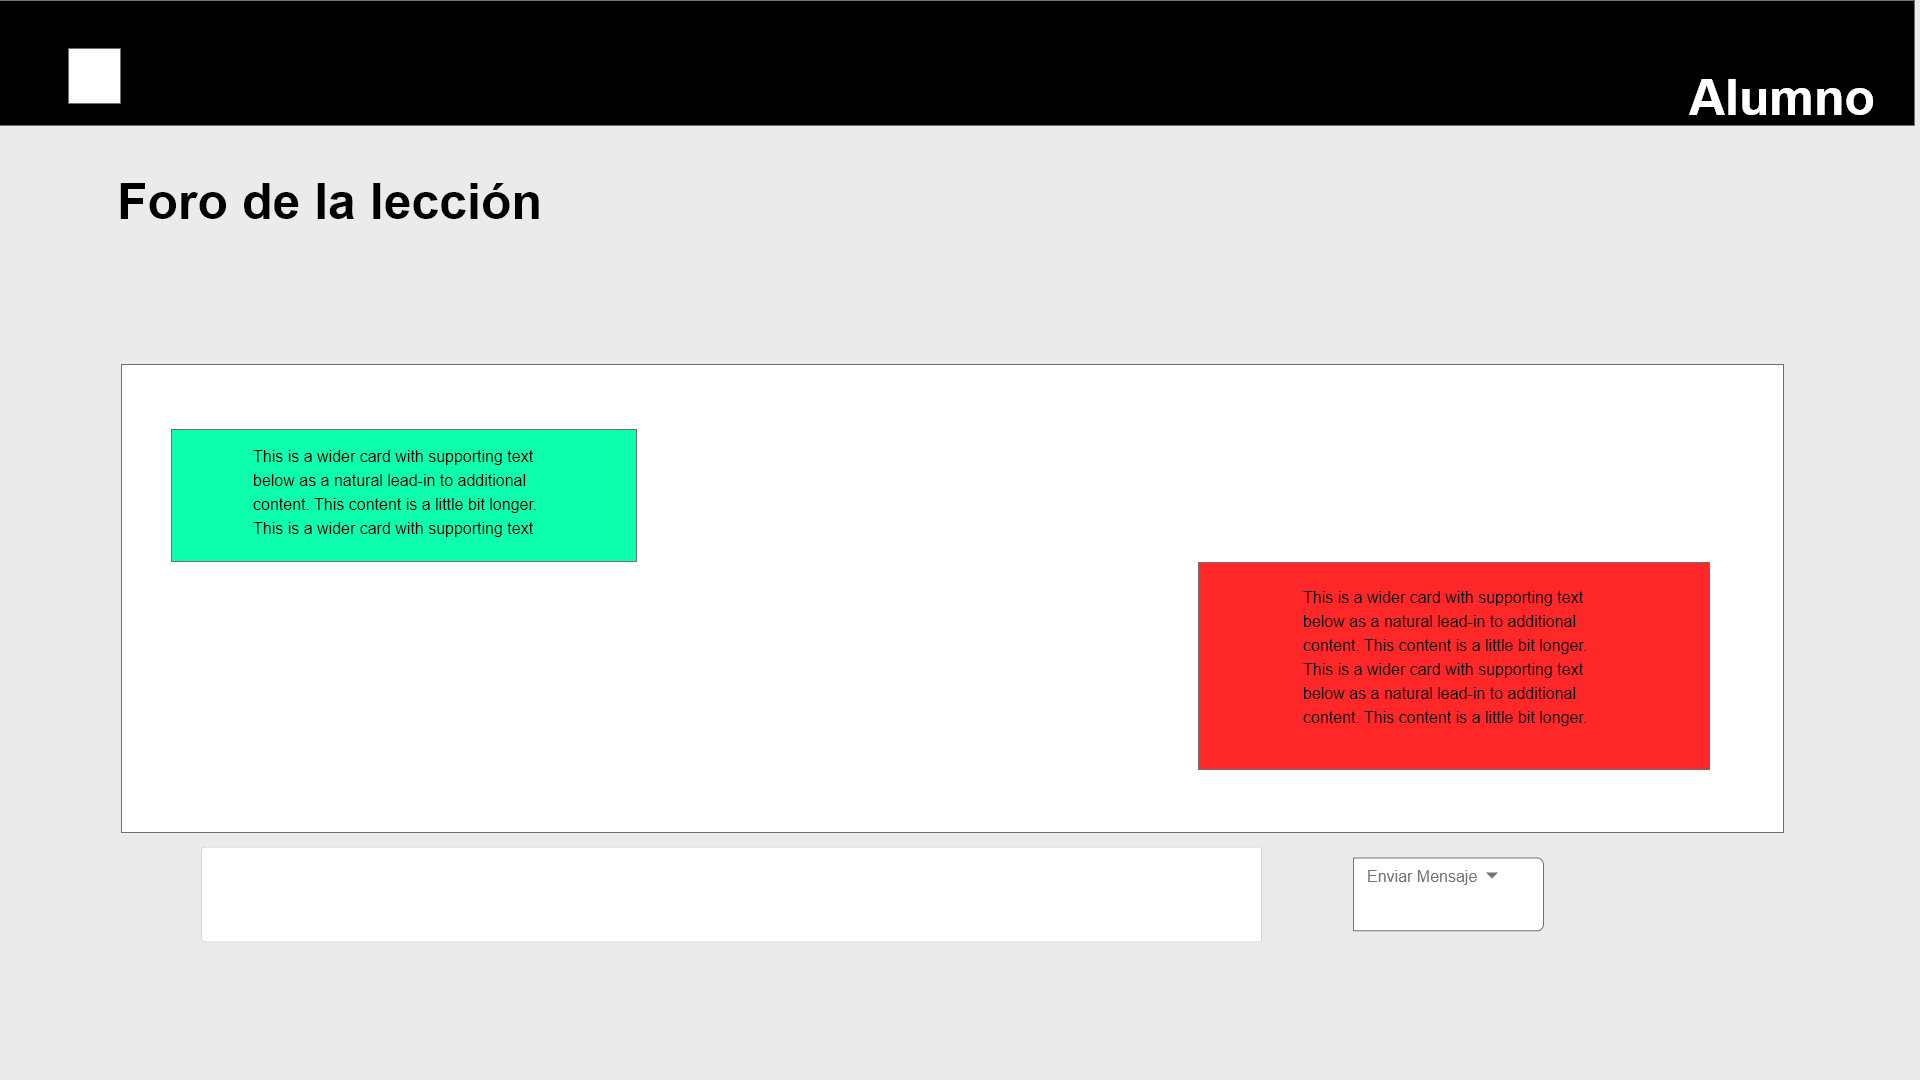 Alumno
Foro de la lección
This is a wider card with supporting text
below as a natural lead-in to additional
content. This content is a little bit longer.
This is a wider card with supporting text
This is a wider card with supporting text
below as a natural lead-in to additional
content. This content is a little bit longer.
This is a wider card with supporting text
below as a natural lead-in to additional
content. This content is a little bit longer.
Enviar Mensaje